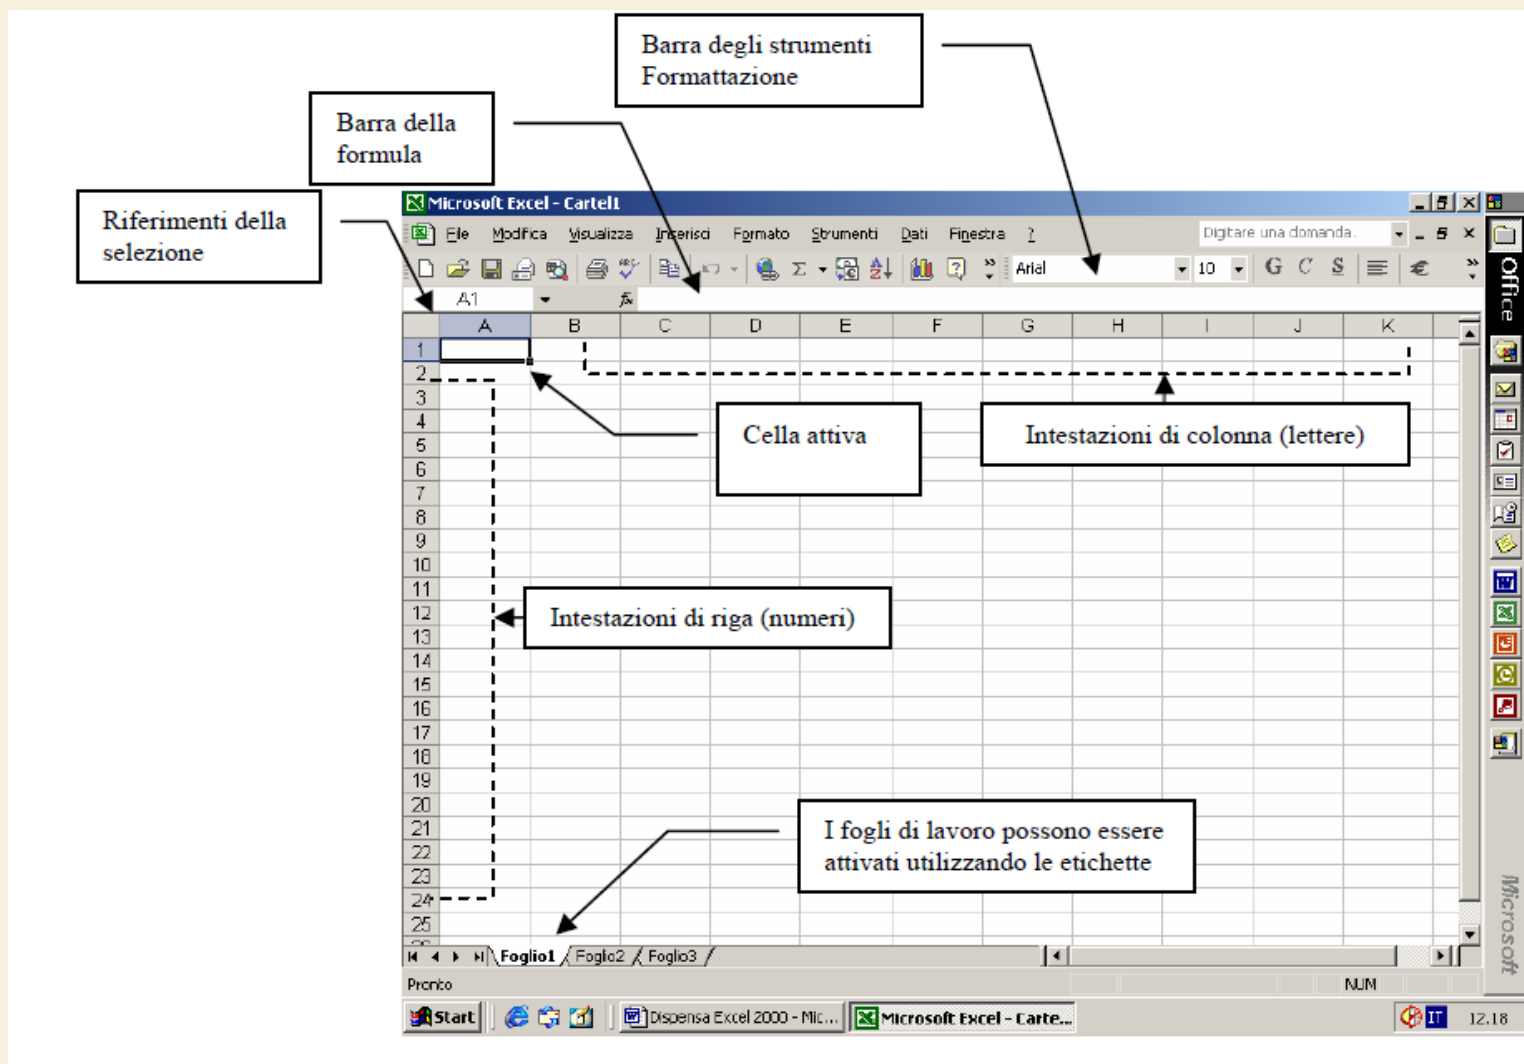 Barra degli strumenti
Formattazione
Barra della
formula
Riferimenti della
selezione
Microsoft Excel - Cartel1
File Modifica Visualizza Inserisci Formato Strumenti Dati Finestra ?
Digitare una domanda.
Arial
10
G C S
€
A1
fx
A B C D E F G H I J K
1
2
3
4
5
6
7
8
9
10
11
12
13
14
15
16
17
18
19
20
21
22
23
24
25
Cella attiva
Intestazioni di colonna (lettere)
Intestazioni di riga (numeri)
I fogli di lavoro possono essere
attivati utilizzando le etichette
Foglio1 Foglio2 Foglio3
Pronto
NUM
Start
Dispensa Excel 2000 - Mic...
Microsoft Excel - Carte...
IT
12.18
Office
Microsoft